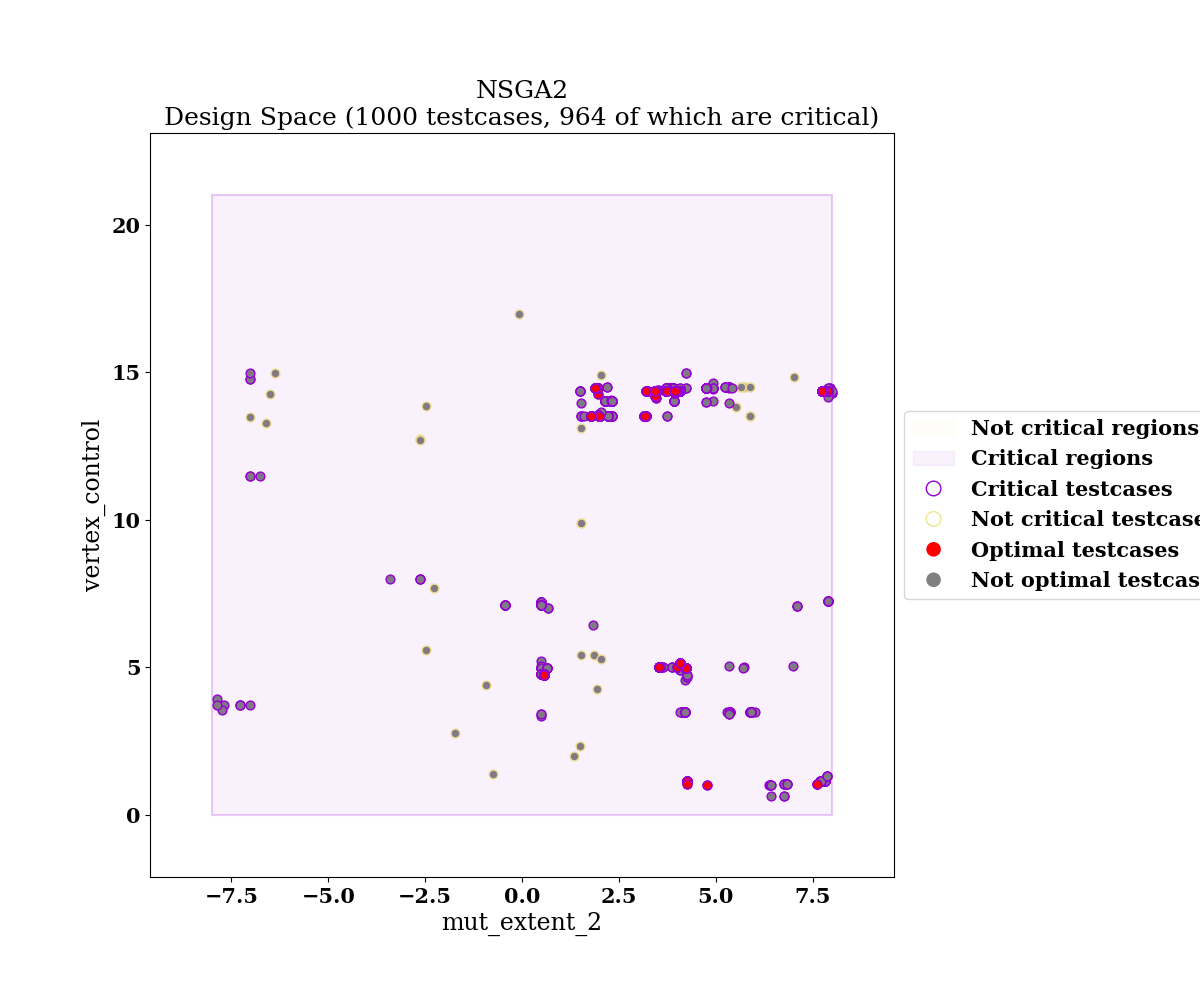 NSGA2
Design Space (1000 testcases, 964 of which are critical)
20
15
10
5
0
vertex_control
−7.5
−5.0
−2.5
0.0
2.5
5.0
7.5
mut_extent_2
Not critical regions
Critical regions
Critical testcases
Not critical testcase
Optimal testcases
Not optimal testcas